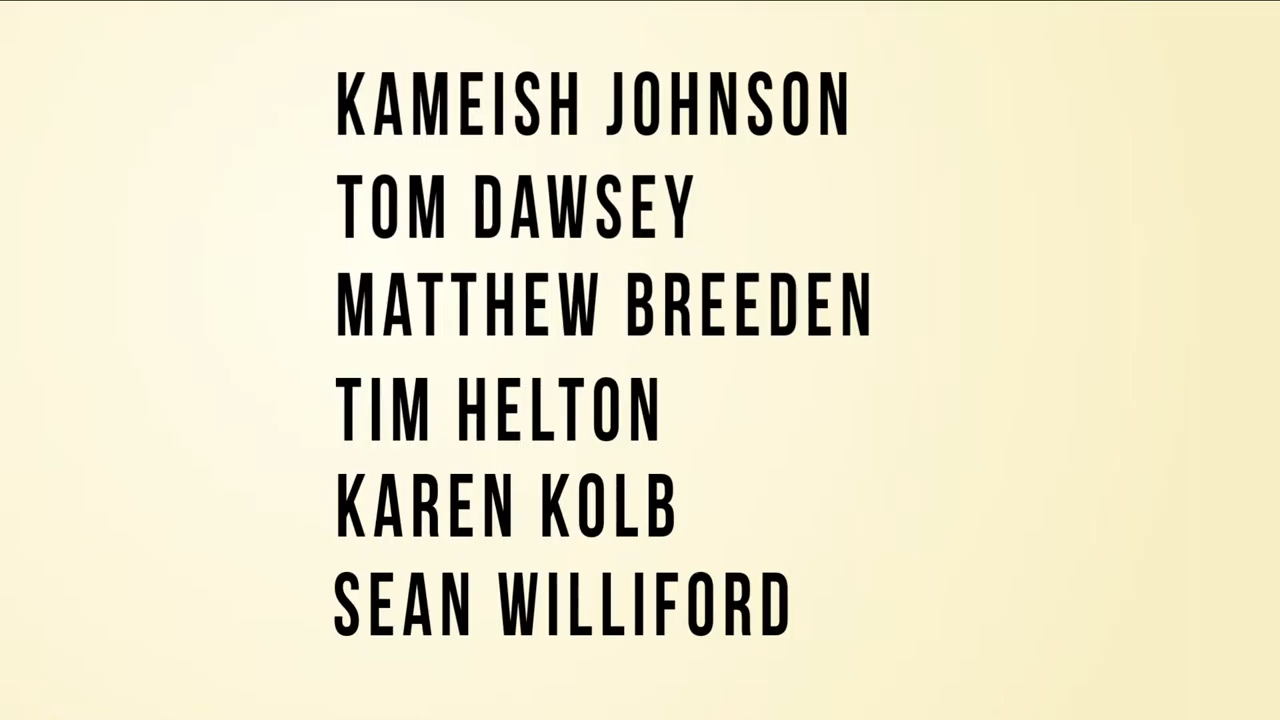 KAMEISH JOHNSON
TOM DAWSEY
MATTHEW BREEDEN
TIM HELTON
KAREN KOLB
SEAN WILLIFORD